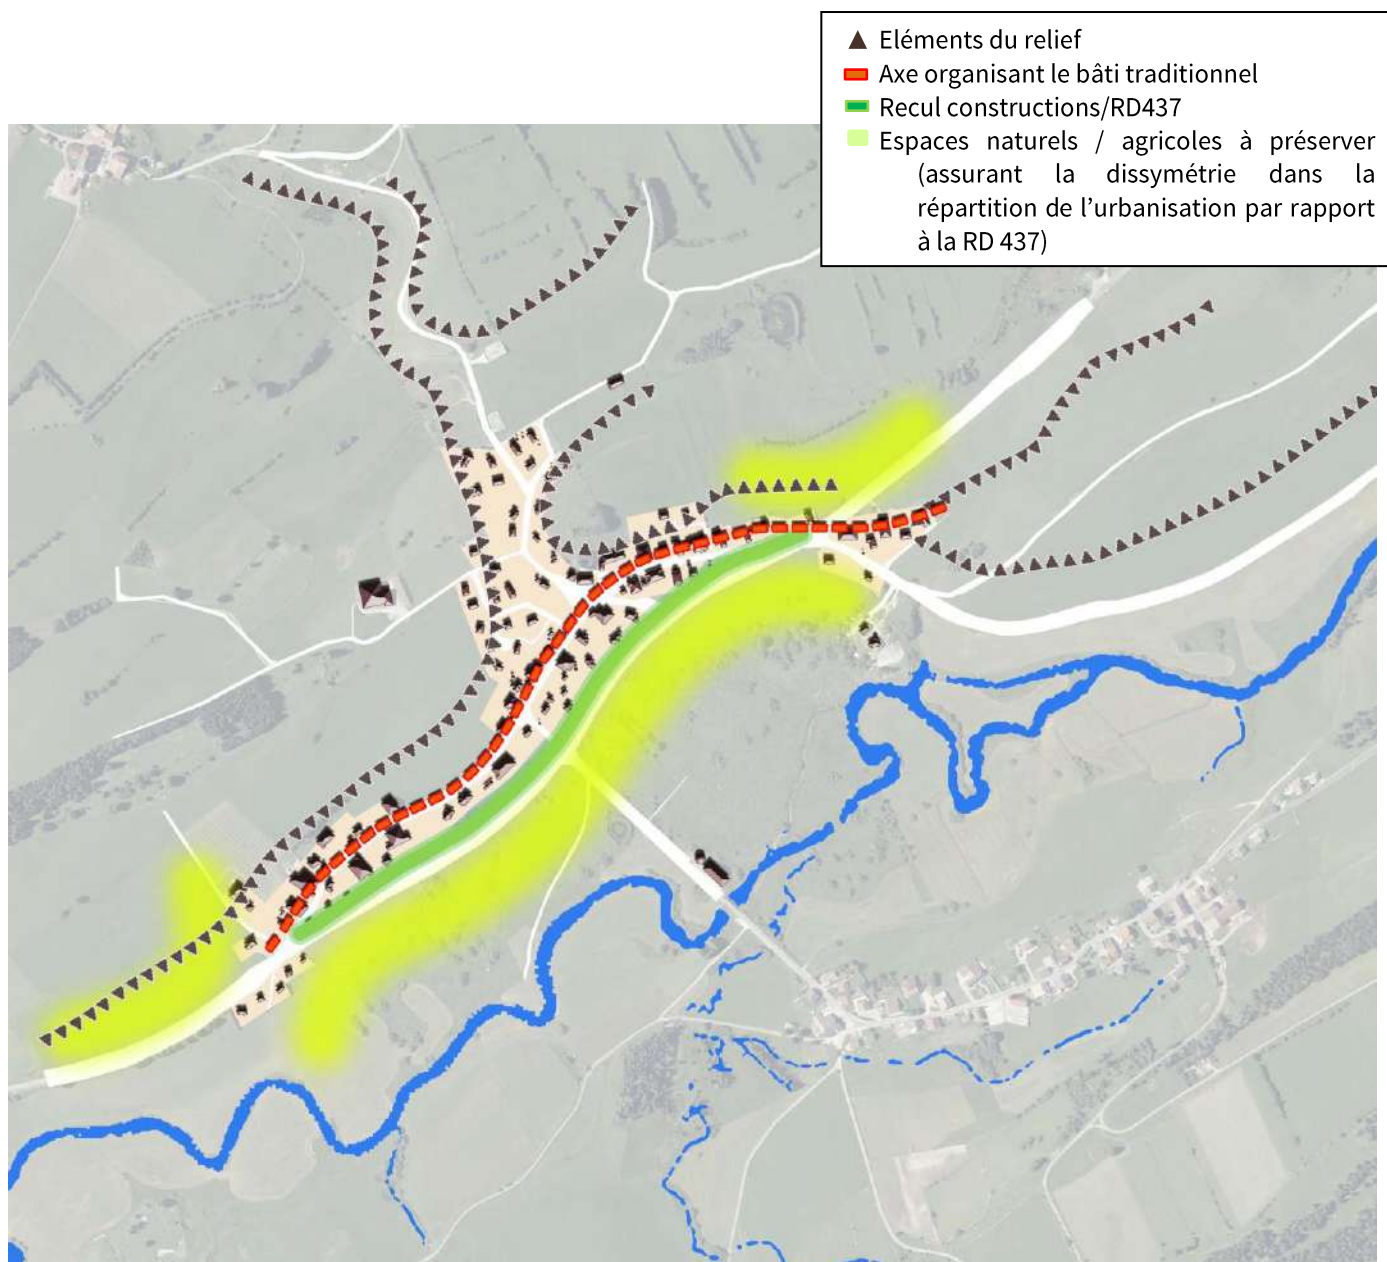 Eléments du relief
Axe organisant le bâti traditionnel
Recul constructions/RD437
Espaces naturels / agricoles à préserver
(assurant la dissymétrie dans la
répartition de l’urbanisation par rapport
à la RD 437)